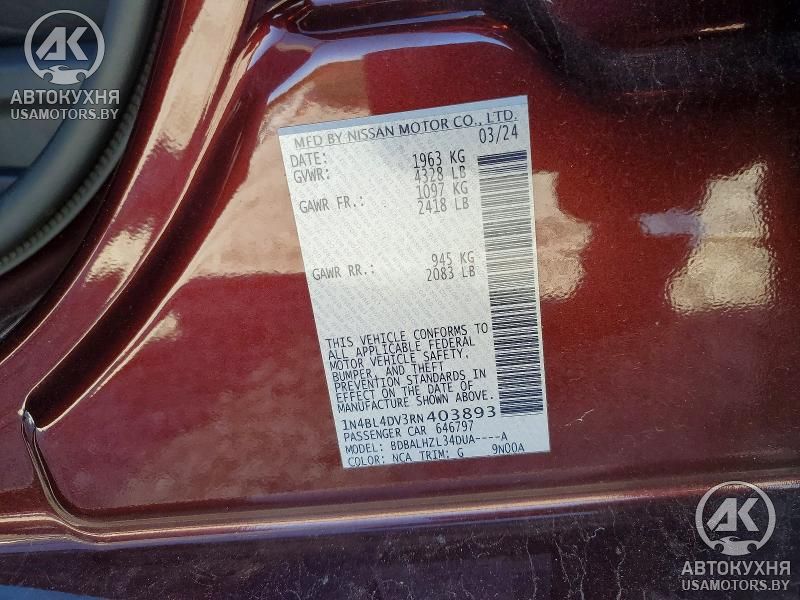 AK
АВТОКУХНЯ
USAMOTORS.BY
MFD BY NISSAN MOTOR CO., LTD.
DATE: 03/24
GVWR: 1963 KG
4328 LB
GAWR FR.: 1097 KG
2418 LB
GAWR RR.: 945 KG
2083 LB
THIS VEHICLE CONFORMS TO
ALL APPLICABLE FEDERAL
MOTOR VEHICLE SAFETY,
BUMPER, AND THEFT
PREVENTION STANDARDS IN
EFFECT ON THE DATE OF
MANUFACTURE SHOWN ABOVE.
1N4BL4DV3RN403893
PASSENGER CAR 646797
MODEL: BDBALHZL34DUA----A
COLOR: NCA TRIM: G 9N00A
AK
АВТОКУХНЯ
USAMOTORS.BY